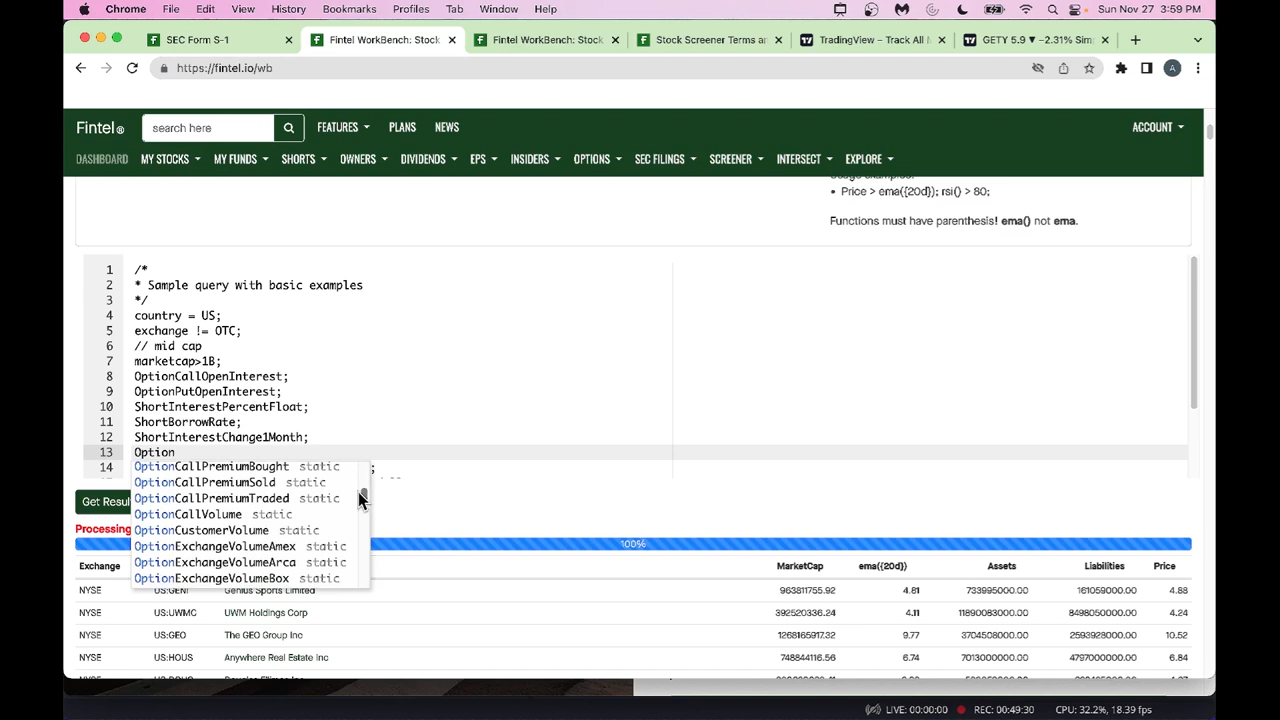 Chrome File Edit View History Bookmarks Profiles Tab Window Help Sun Nov 27 3:59 PM
SEC Form S-1 Fintel WorkBench: Stock Fintel WorkBench: Stock Stock Screener Terms a TradingView – Track All M GETY 5.9 ▼ −2.31% Sim
https://fintel.io/wb A
Fintel® search here FEATURES PLANS NEWS ACCOUNT
DASHBOARD MY STOCKS MY FUNDS SHORTS OWNERS DIVIDENDS EPS INSIDERS OPTIONS SEC FILINGS SCREENER INTERSECT EXPLORE
• Price > ema({20d}); rsi() > 80;
Functions must have parenthesis! ema() not ema.
1 /*
2 * Sample query with basic examples
3 */
4 country = US;
5 exchange != OTC;
6 // mid cap
7 marketcap>1B;
8 OptionCallOpenInterest;
9 OptionPutOpenInterest;
10 ShortInterestPercentFloat;
11 ShortBorrowRate;
12 ShortInterestChange1Month;
13 Option
14 ;
OptionCallPremiumBought static
OptionCallPremiumSold static
OptionCallPremiumTraded static
OptionCallVolume static
OptionCustomerVolume static
OptionExchangeVolumeAmex static
OptionExchangeVolumeArca static
OptionExchangeVolumeBox static
Get Resul
Processing
100%
Exchange MarketCap ema({20d}) Assets Liabilities Price
NYSE US:GENI Genius Sports Limited 963811755.92 4.81 733995000.00 161059000.00 4.88
NYSE US:UWMC UWM Holdings Corp 392520336.24 4.11 11890083000.00 8498050000.00 4.24
NYSE US:GEO The GEO Group Inc 1268165917.32 9.77 3704508000.00 2593928000.00 10.52
NYSE US:HOUS Anywhere Real Estate Inc 748844116.56 6.74 7013000000.00 4797000000.00 6.84
LIVE: 00:00:00 REC: 00:49:30 CPU: 32.2%, 18.39 fps